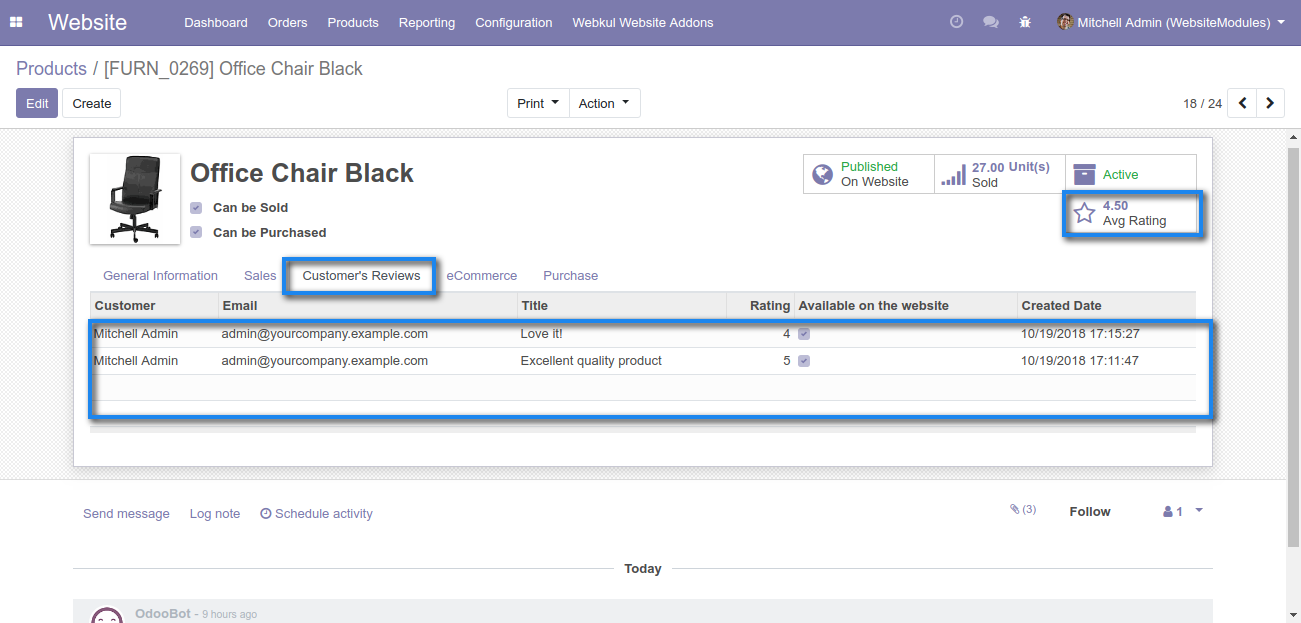 Website Dashboard Orders Products Reporting Configuration Webkul Website Addons Mitchell Admin (WebsiteModules)
Products / [FURN_0269] Office Chair Black
Edit Create Print Action 18 / 24
Office Chair Black
Can be Sold
Can be Purchased
Published
On Website
27.00 Unit(s)
Sold
Active
4.50
Avg Rating
General Information Sales Customer's Reviews eCommerce Purchase
Customer Email Title Rating Available on the website Created Date
Mitchell Admin admin@yourcompany.example.com Love it! 4 10/19/2018 17:15:27
Mitchell Admin admin@yourcompany.example.com Excellent quality product 5 10/19/2018 17:11:47
Send message Log note Schedule activity (3) Follow 1
Today
OdooBot - 9 hours ago